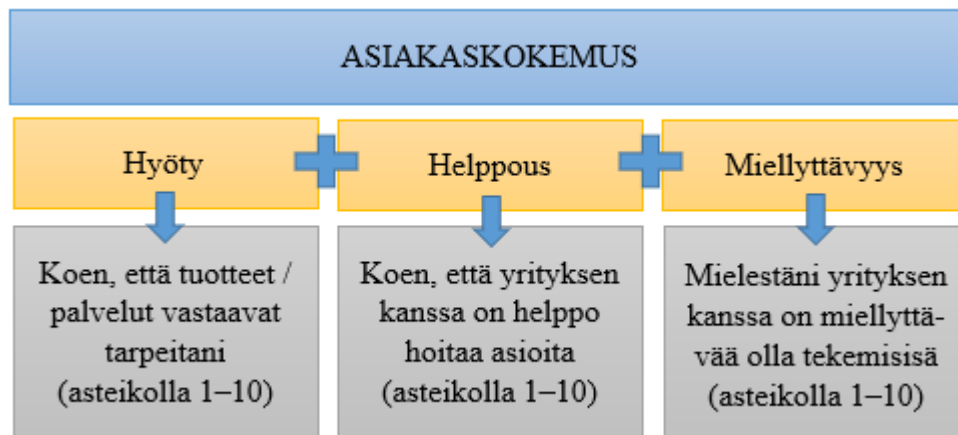 ASIAKASKOKEMUS
Hyöty
Helppous
Miellyttävyys
Koen, että tuotteet /
palvelut vastaavat
tarpeitani
(asteikolla 1–10)
Koen, että yrityksen
kanssa on helppo
hoitaa asioita
(asteikolla 1–10)
Mielestäni yrityksen
kanssa on miellyttä-
vää olla tekemisisä
(asteikolla 1–10)